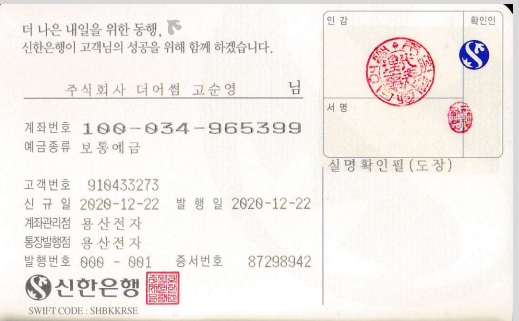 더 나은 내일을 위한 동행,
신한은행이 고객님의 성공을 위해 함께 하겠습니다.
주식회사 더어썸 고순영 님
계좌번호 100-034-965399
예금종류 보통예금
고객번호 910433273
신규일 2020-12-22 발행일 2020-12-22
계좌관리점 용산전자
통장발행점 용산전자
발행번호 000 - 001 증서번호 87298942
신한은행
SWIFT CODE : SHBKKRSE
인 감
확인인
서 명
실명확인필(도장)